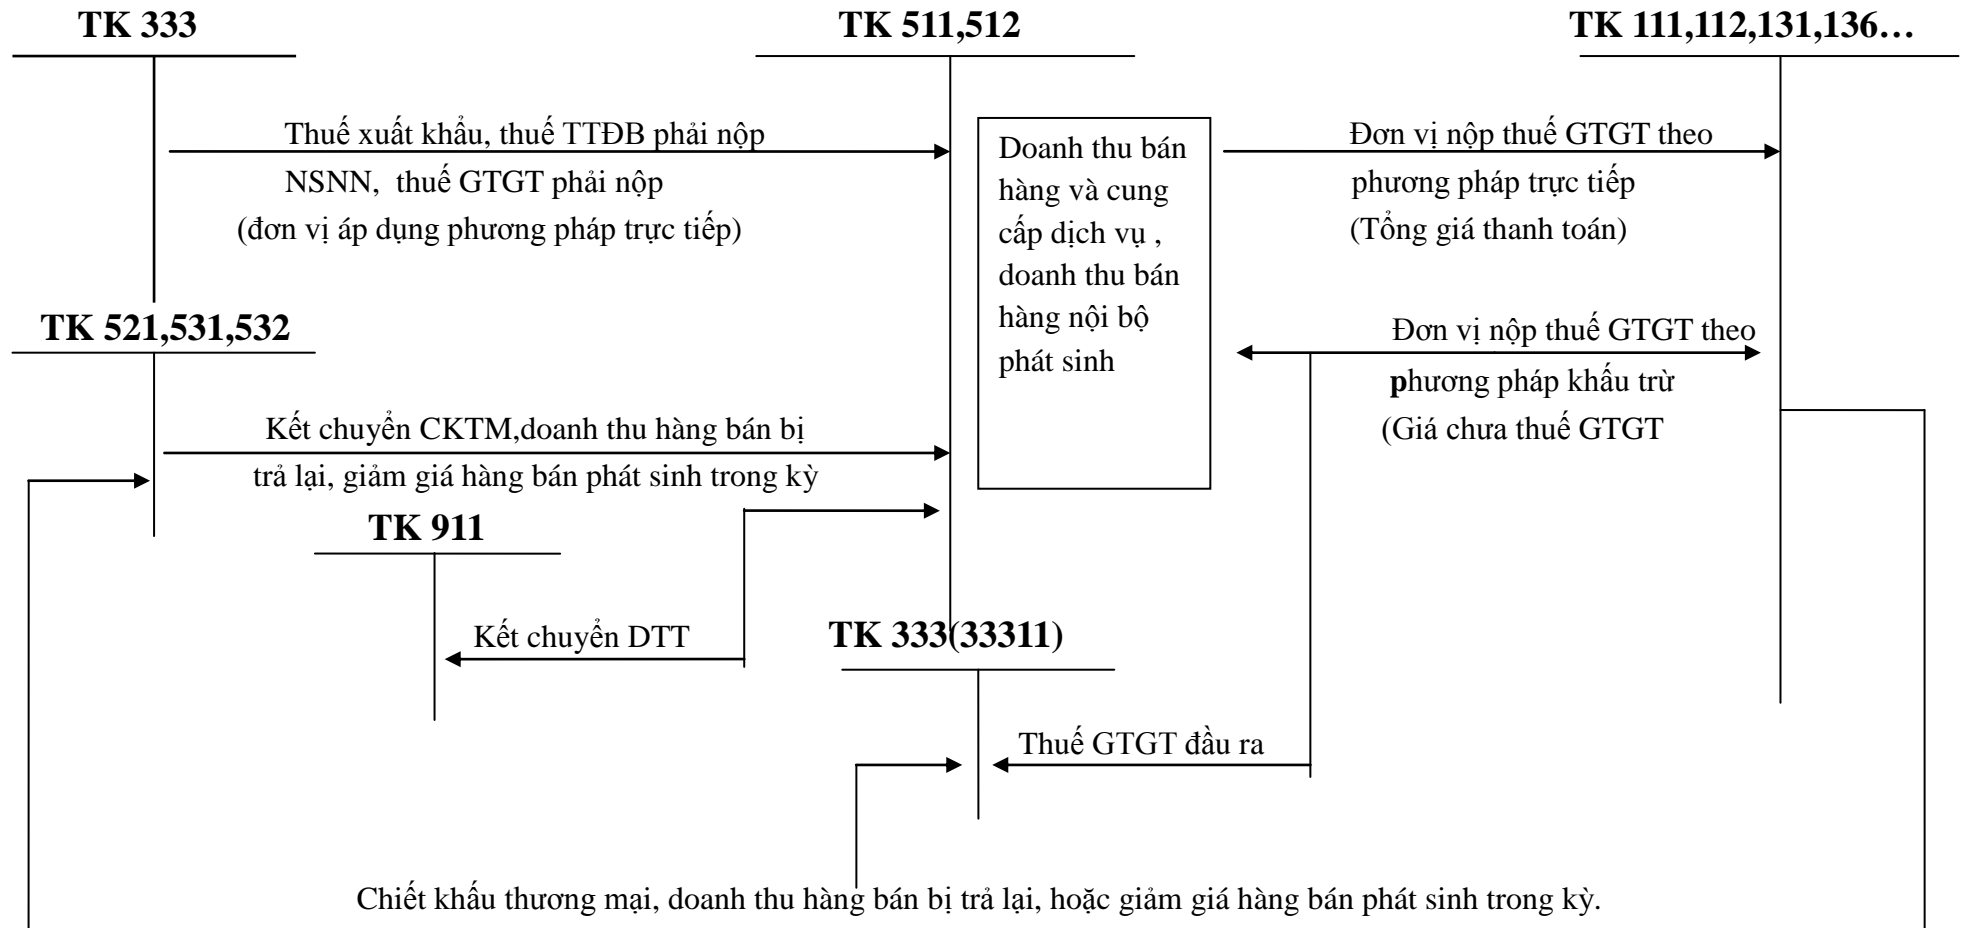 TK 333
TK 511,512
TK 111,112,131,136…
Thuế xuất khẩu, thuế TTĐB phải nộp
NSNN, thuế GTGT phải nộp
(đơn vị áp dụng phương pháp trực tiếp)
Doanh thu bán
hàng và cung
cấp dịch vụ ,
doanh thu bán
hàng nội bộ
phát sinh
Đơn vị nộp thuế GTGT theo
phương pháp trực tiếp
(Tổng giá thanh toán)
TK 521,531,532
Đơn vị nộp thuế GTGT theo
phương pháp khấu trừ
(Giá chưa thuế GTGT
Kết chuyển CKTM,doanh thu hàng bán bị
trả lại, giảm giá hàng bán phát sinh trong kỳ
TK 911
Kết chuyển DTT
TK 333(33311)
Thuế GTGT đầu ra
Chiết khấu thương mại, doanh thu hàng bán bị trả lại, hoặc giảm giá hàng bán phát sinh trong kỳ.